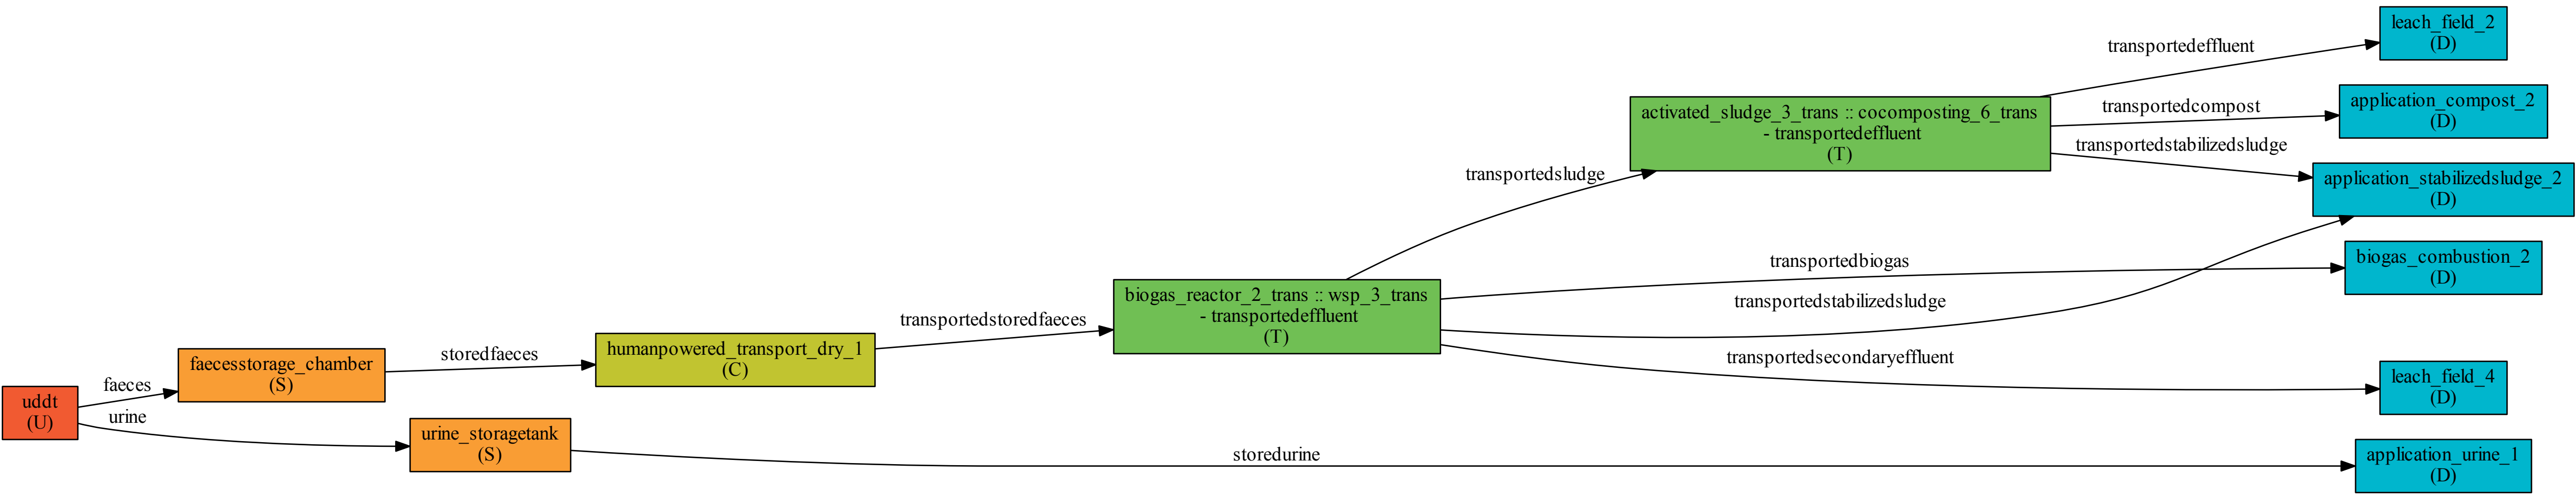 uddt
(U)
faeces
urine
faecesstorage_chamber
(S)
urine_storagetank
(S)
storedfaeces
humanpowered_transport_dry_1
(C)
transportedstoredfaeces
biogas_reactor_2_trans :: wsp_3_trans
- transportedeffluent
(T)
storedurine
transportedsludge
transportedbiogas
transportedstabilizedsludge
transportedsecondaryeffluent
activated_sludge_3_trans :: cocomposting_6_trans
- transportedeffluent
(T)
transportedeffluent
transportedcompost
transportedstabilizedsludge
leach_field_2
(D)
application_compost_2
(D)
application_stabilizedsludge_2
(D)
biogas_combustion_2
(D)
leach_field_4
(D)
application_urine_1
(D)